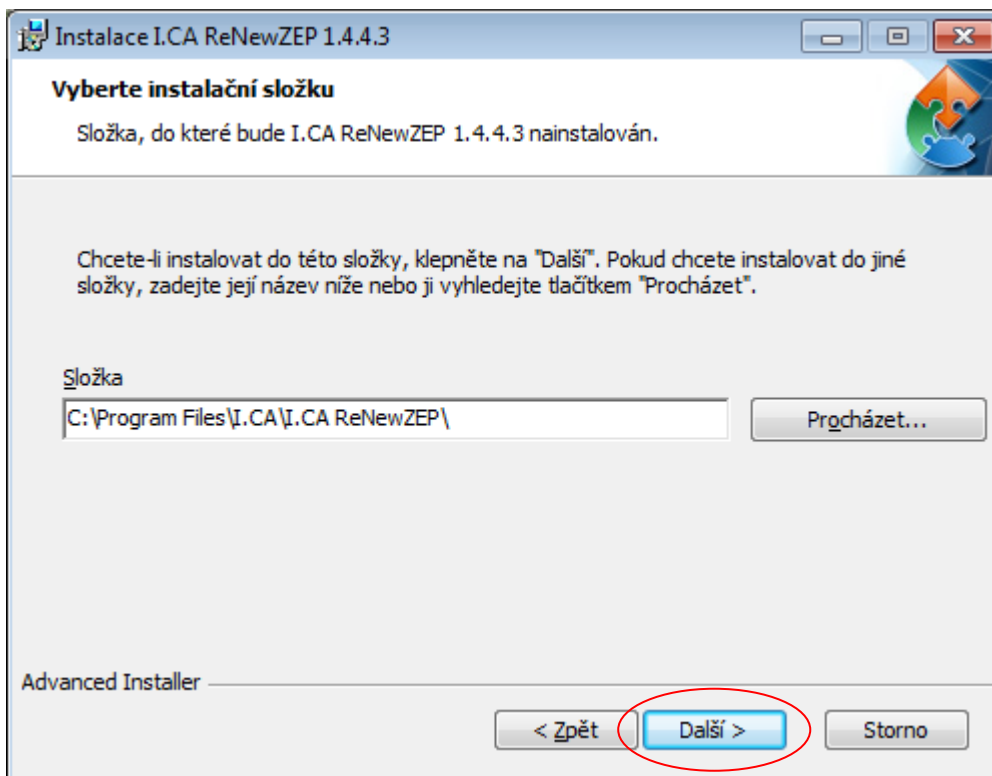 Instalace I.CA ReNewZEP 1.4.4.3
Vyberte instalační složku
Složka, do které bude I.CA ReNewZEP 1.4.4.3 nainstalován.
Chcete-li instalovat do této složky, klepněte na "Další". Pokud chcete instalovat do jiné
složky, zadejte její název níže nebo ji vyhledejte tlačítkem "Procházet".
Složka
C:\Program Files\I.CA\I.CA ReNewZEP\
Procházet...
Advanced Installer
< Zpět
Další >
Storno